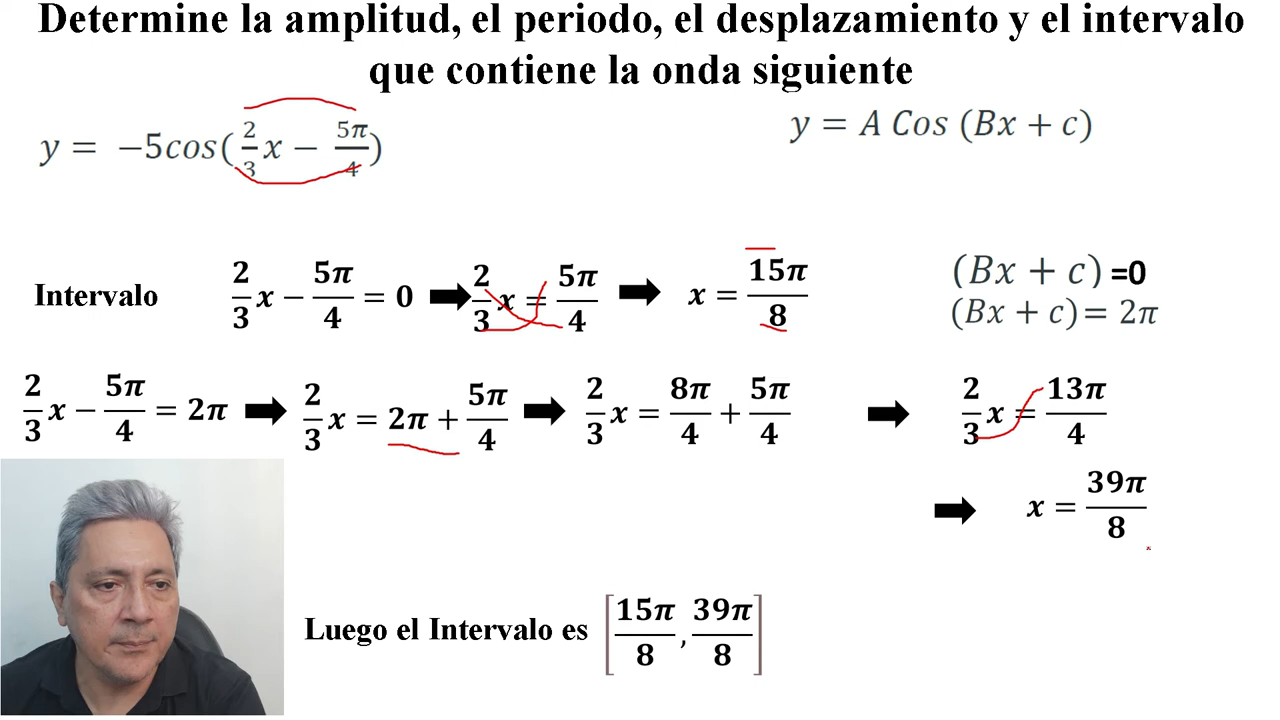 Determine la amplitud, el periodo, el desplazamiento y el intervalo
que contiene la onda siguiente
y = −5cos(2/3 x − 5π/4)
y = A Cos (Bx + c)
Intervalo 2/3 x − 5π/4 = 0 ➡ 2/3 x = 5π/4 ➡ x = 15π/8
(Bx + c) =0
(Bx + c) = 2π
2/3 x − 5π/4 = 2π ➡ 2/3 x = 2π + 5π/4 ➡ 2/3 x = 8π/4 + 5π/4 ➡ 2/3 x = 13π/4
➡ x = 39π/8
Luego el Intervalo es [15π/8 , 39π/8]